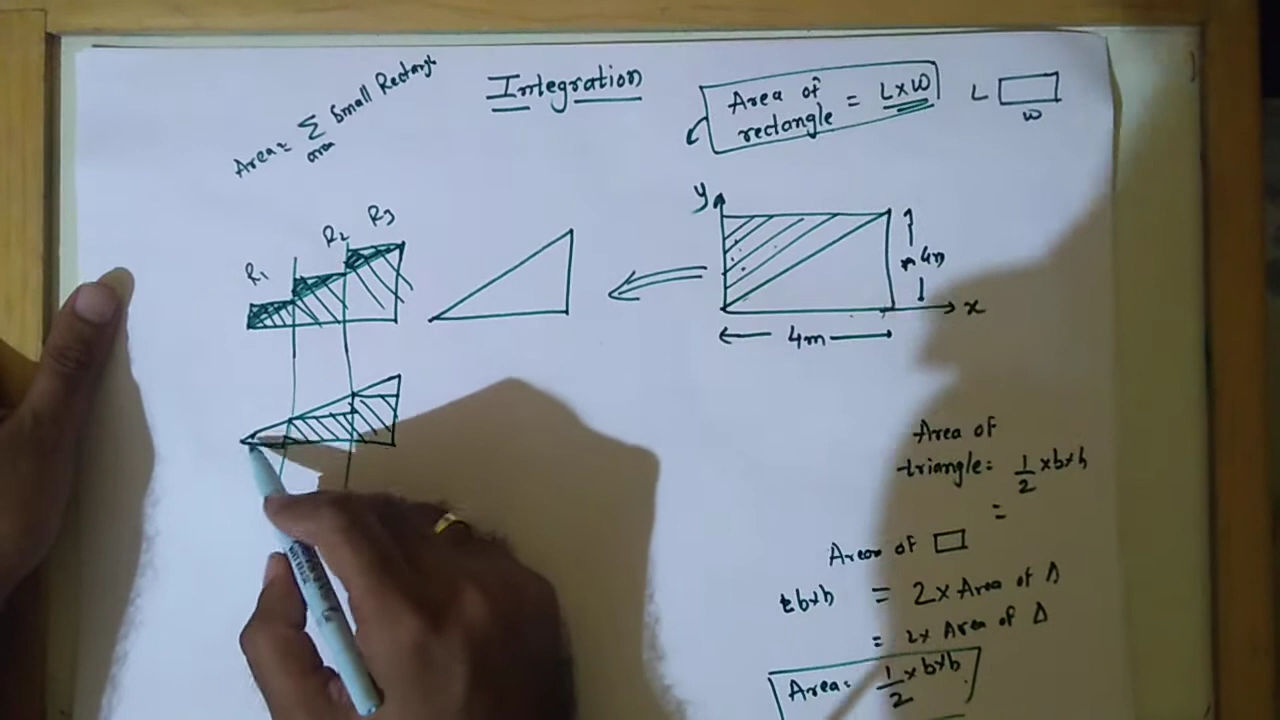 Integration
Area = Σ Small Rectangle
area
Area of
rectangle = L x W
L
W
R1
R2
R3
y
4m
x
4m
Area of
triangle = 1/2 x b x h
=
Area of
b x h = 2 x Area of Δ
= 2 x Area of Δ
Area = 1/2 x b x h